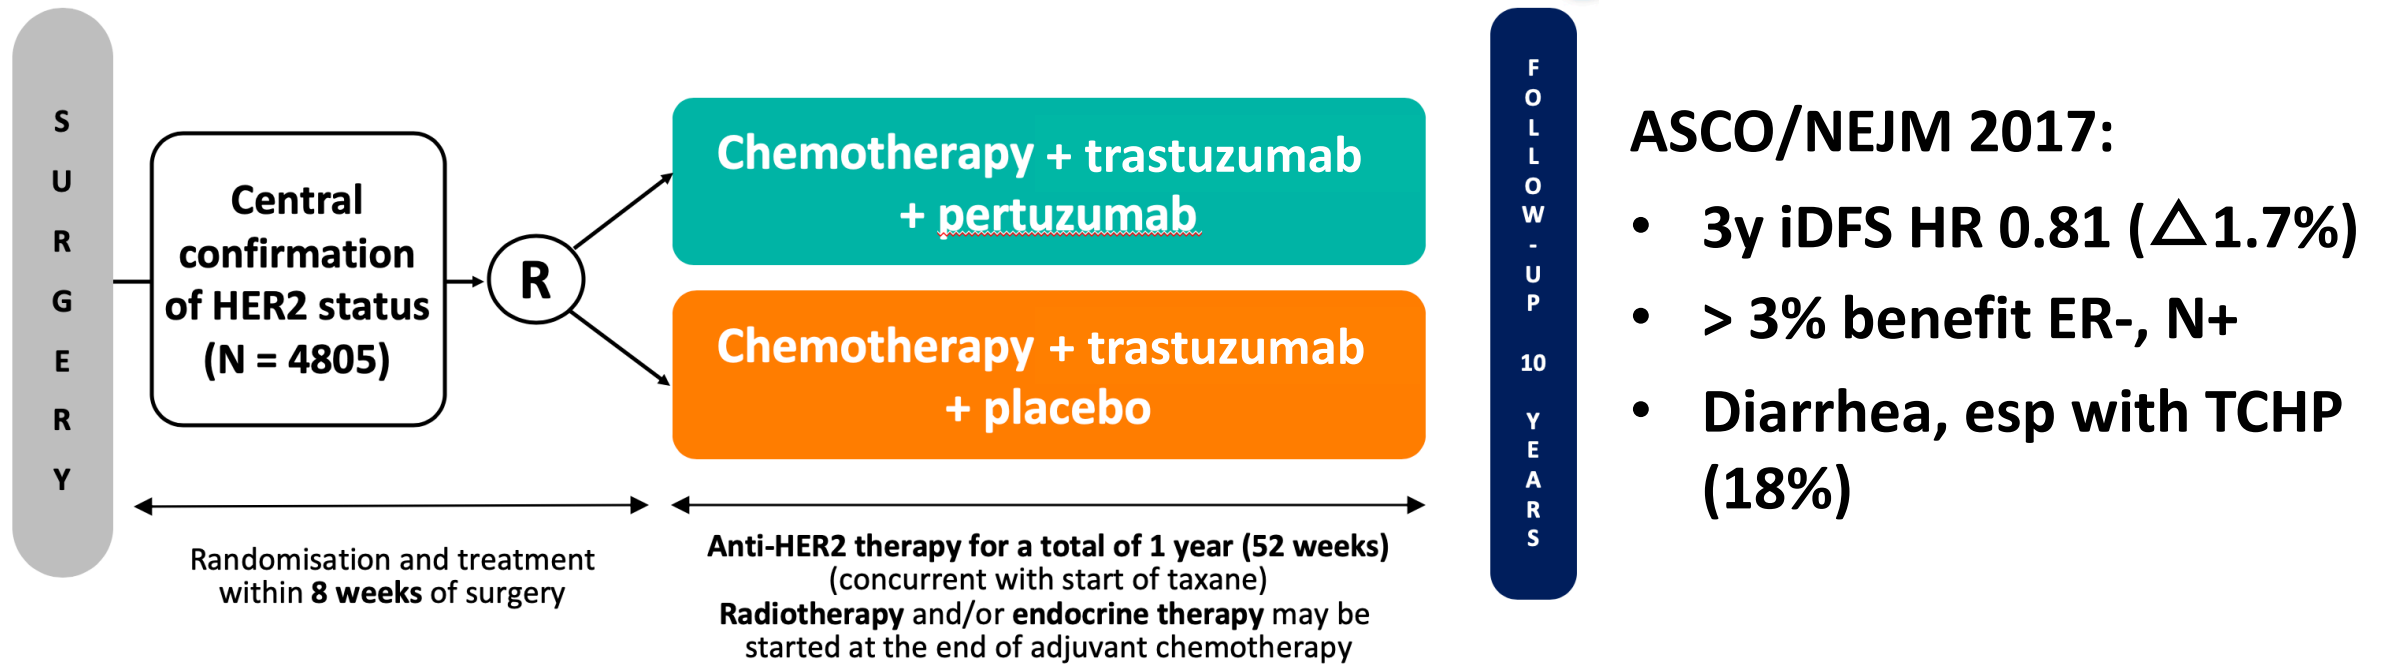 SURGERY
Central
confirmation
of HER2 status
(N = 4805)
R
Chemotherapy + trastuzumab
+ pertuzumab
Chemotherapy + trastuzumab
+ placebo
FOLLOW-UP 10 YEARS
Randomisation and treatment
within 8 weeks of surgery
Anti-HER2 therapy for a total of 1 year (52 weeks)
(concurrent with start of taxane)
Radiotherapy and/or endocrine therapy may be
started at the end of adjuvant chemotherapy
ASCO/NEJM 2017:
• 3y iDFS HR 0.81 (△1.7%)
• > 3% benefit ER-, N+
• Diarrhea, esp with TCHP
(18%)